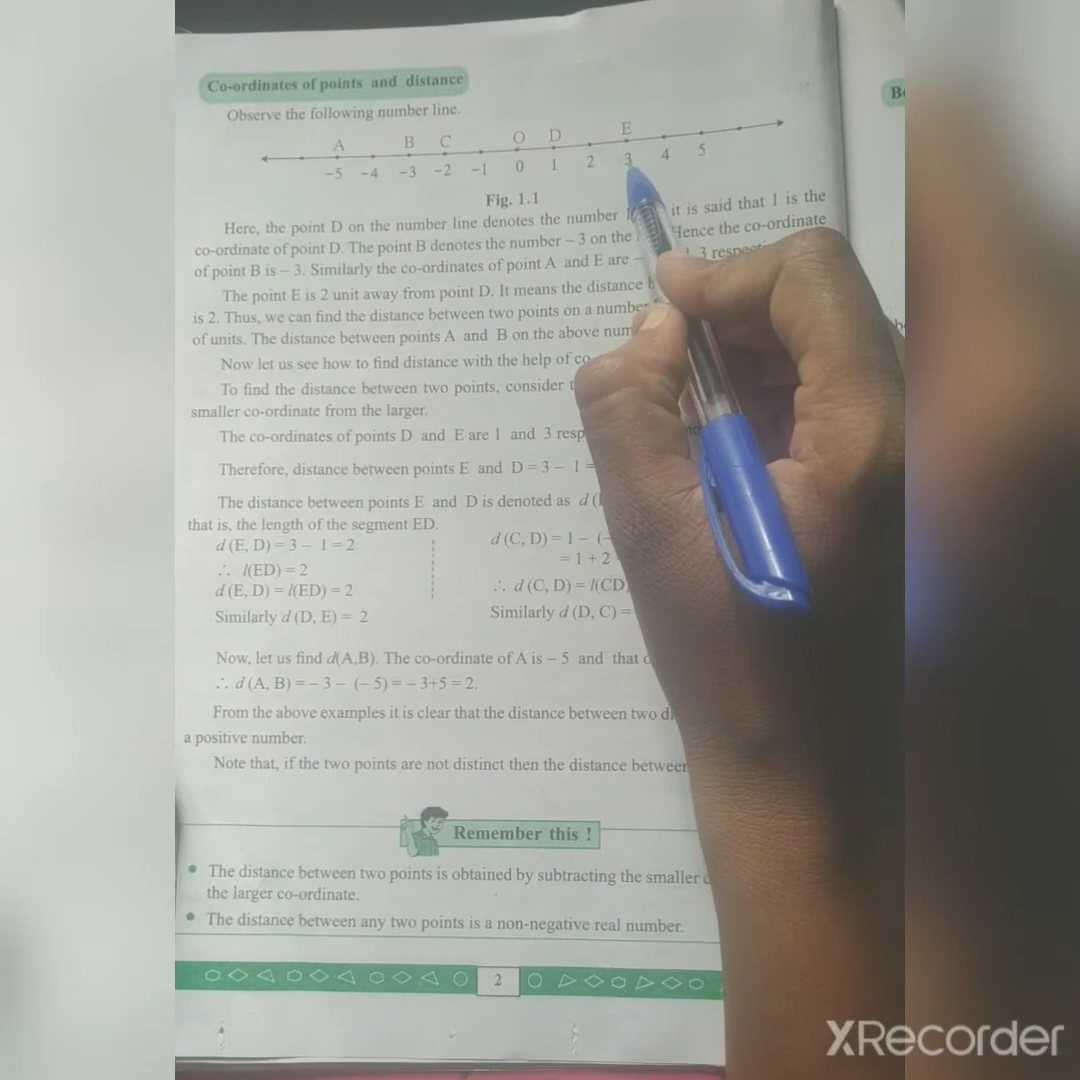 Co-ordinates of points and distance
Be
Observe the following number line.
A B C O D E
-5 -4 -3 -2 -1 0 1 2 3 4 5
Fig. 1.1
Here, the point D on the number line denotes the number it is said that 1 is the
co-ordinate of point D. The point B denotes the number – 3 on the Hence the co-ordinate
of point B is – 3. Similarly the co-ordinates of point A and E are – 3
The point E is 2 unit away from point D. It means the distance
is 2. Thus, we can find the distance between two points on a number
of units. The distance between points A and B on the above num
Now let us see how to find distance with the help of co
To find the distance between two points, consider
smaller co-ordinate from the larger.
The co-ordinates of points D and E are 1 and 3 resp
Therefore, distance between points E and D = 3 – 1 =
The distance between points E and D is denoted as d (
that is, the length of the segment ED.
d (E, D) = 3 – 1 = 2
∴ l(ED) = 2
d (E, D) = l(ED) = 2
Similarly d (D, E) = 2
d (C, D) = 1 – (–
= 1 + 2
∴ d (C, D) = l(CD
Similarly d (D, C) =
Now, let us find d(A,B). The co-ordinate of A is – 5 and that
∴ d (A, B) = – 3 – (– 5) = – 3+5 = 2.
From the above examples it is clear that the distance between two di
a positive number.
Note that, if the two points are not distinct then the distance between
Remember this !
• The distance between two points is obtained by subtracting the smaller
the larger co-ordinate.
• The distance between any two points is a non-negative real number.
2
XRecorder